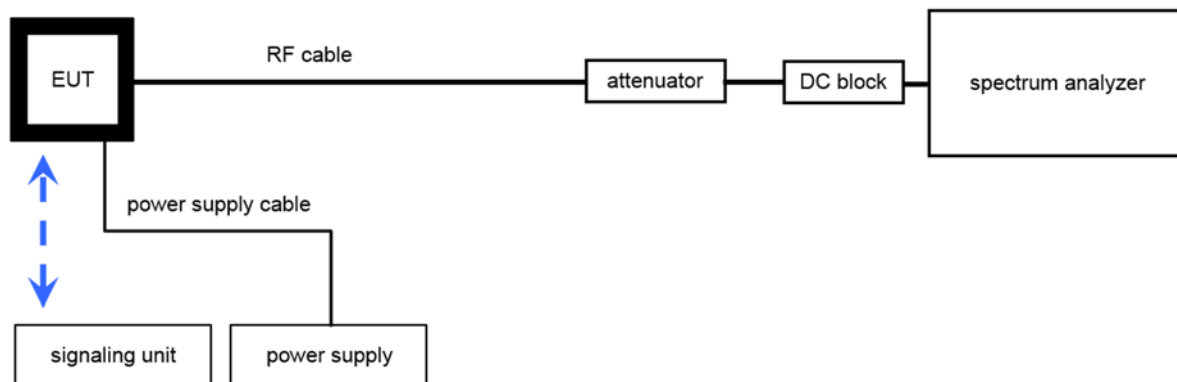 EUT
RF cable
attenuator
DC block
spectrum analyzer
power supply cable
signaling unit
power supply